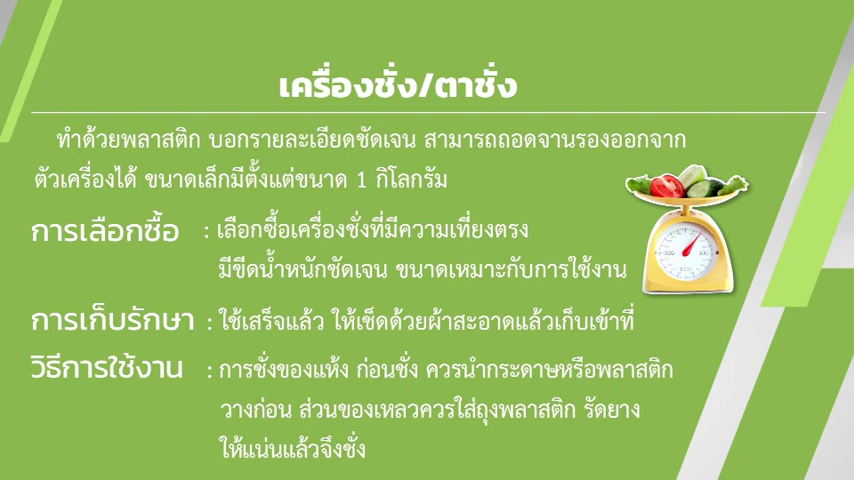 เครื่องชั่ง/ตาชั่ง
ทำด้วยพลาสติก บอกรายละเอียดชัดเจน สามารถถอดจานรองออกจาก
ตัวเครื่องได้ ขนาดเล็กมีตั้งแต่ขนาด 1 กิโลกรัม
การเลือกซื้อ : เลือกซื้อเครื่องชั่งที่มีความเที่ยงตรง
มีขีดน้ำหนักชัดเจน ขนาดเหมาะกับการใช้งาน
การเก็บรักษา : ใช้เสร็จแล้ว ให้เช็ดด้วยผ้าสะอาดแล้วเก็บเข้าที่
วิธีการใช้งาน : การชั่งของแห้ง ก่อนชั่ง ควรนำกระดาษหรือพลาสติก
วางก่อน ส่วนของเหลวควรใส่ถุงพลาสติก รัดยาง
ให้แน่นแล้วจึงชั่ง